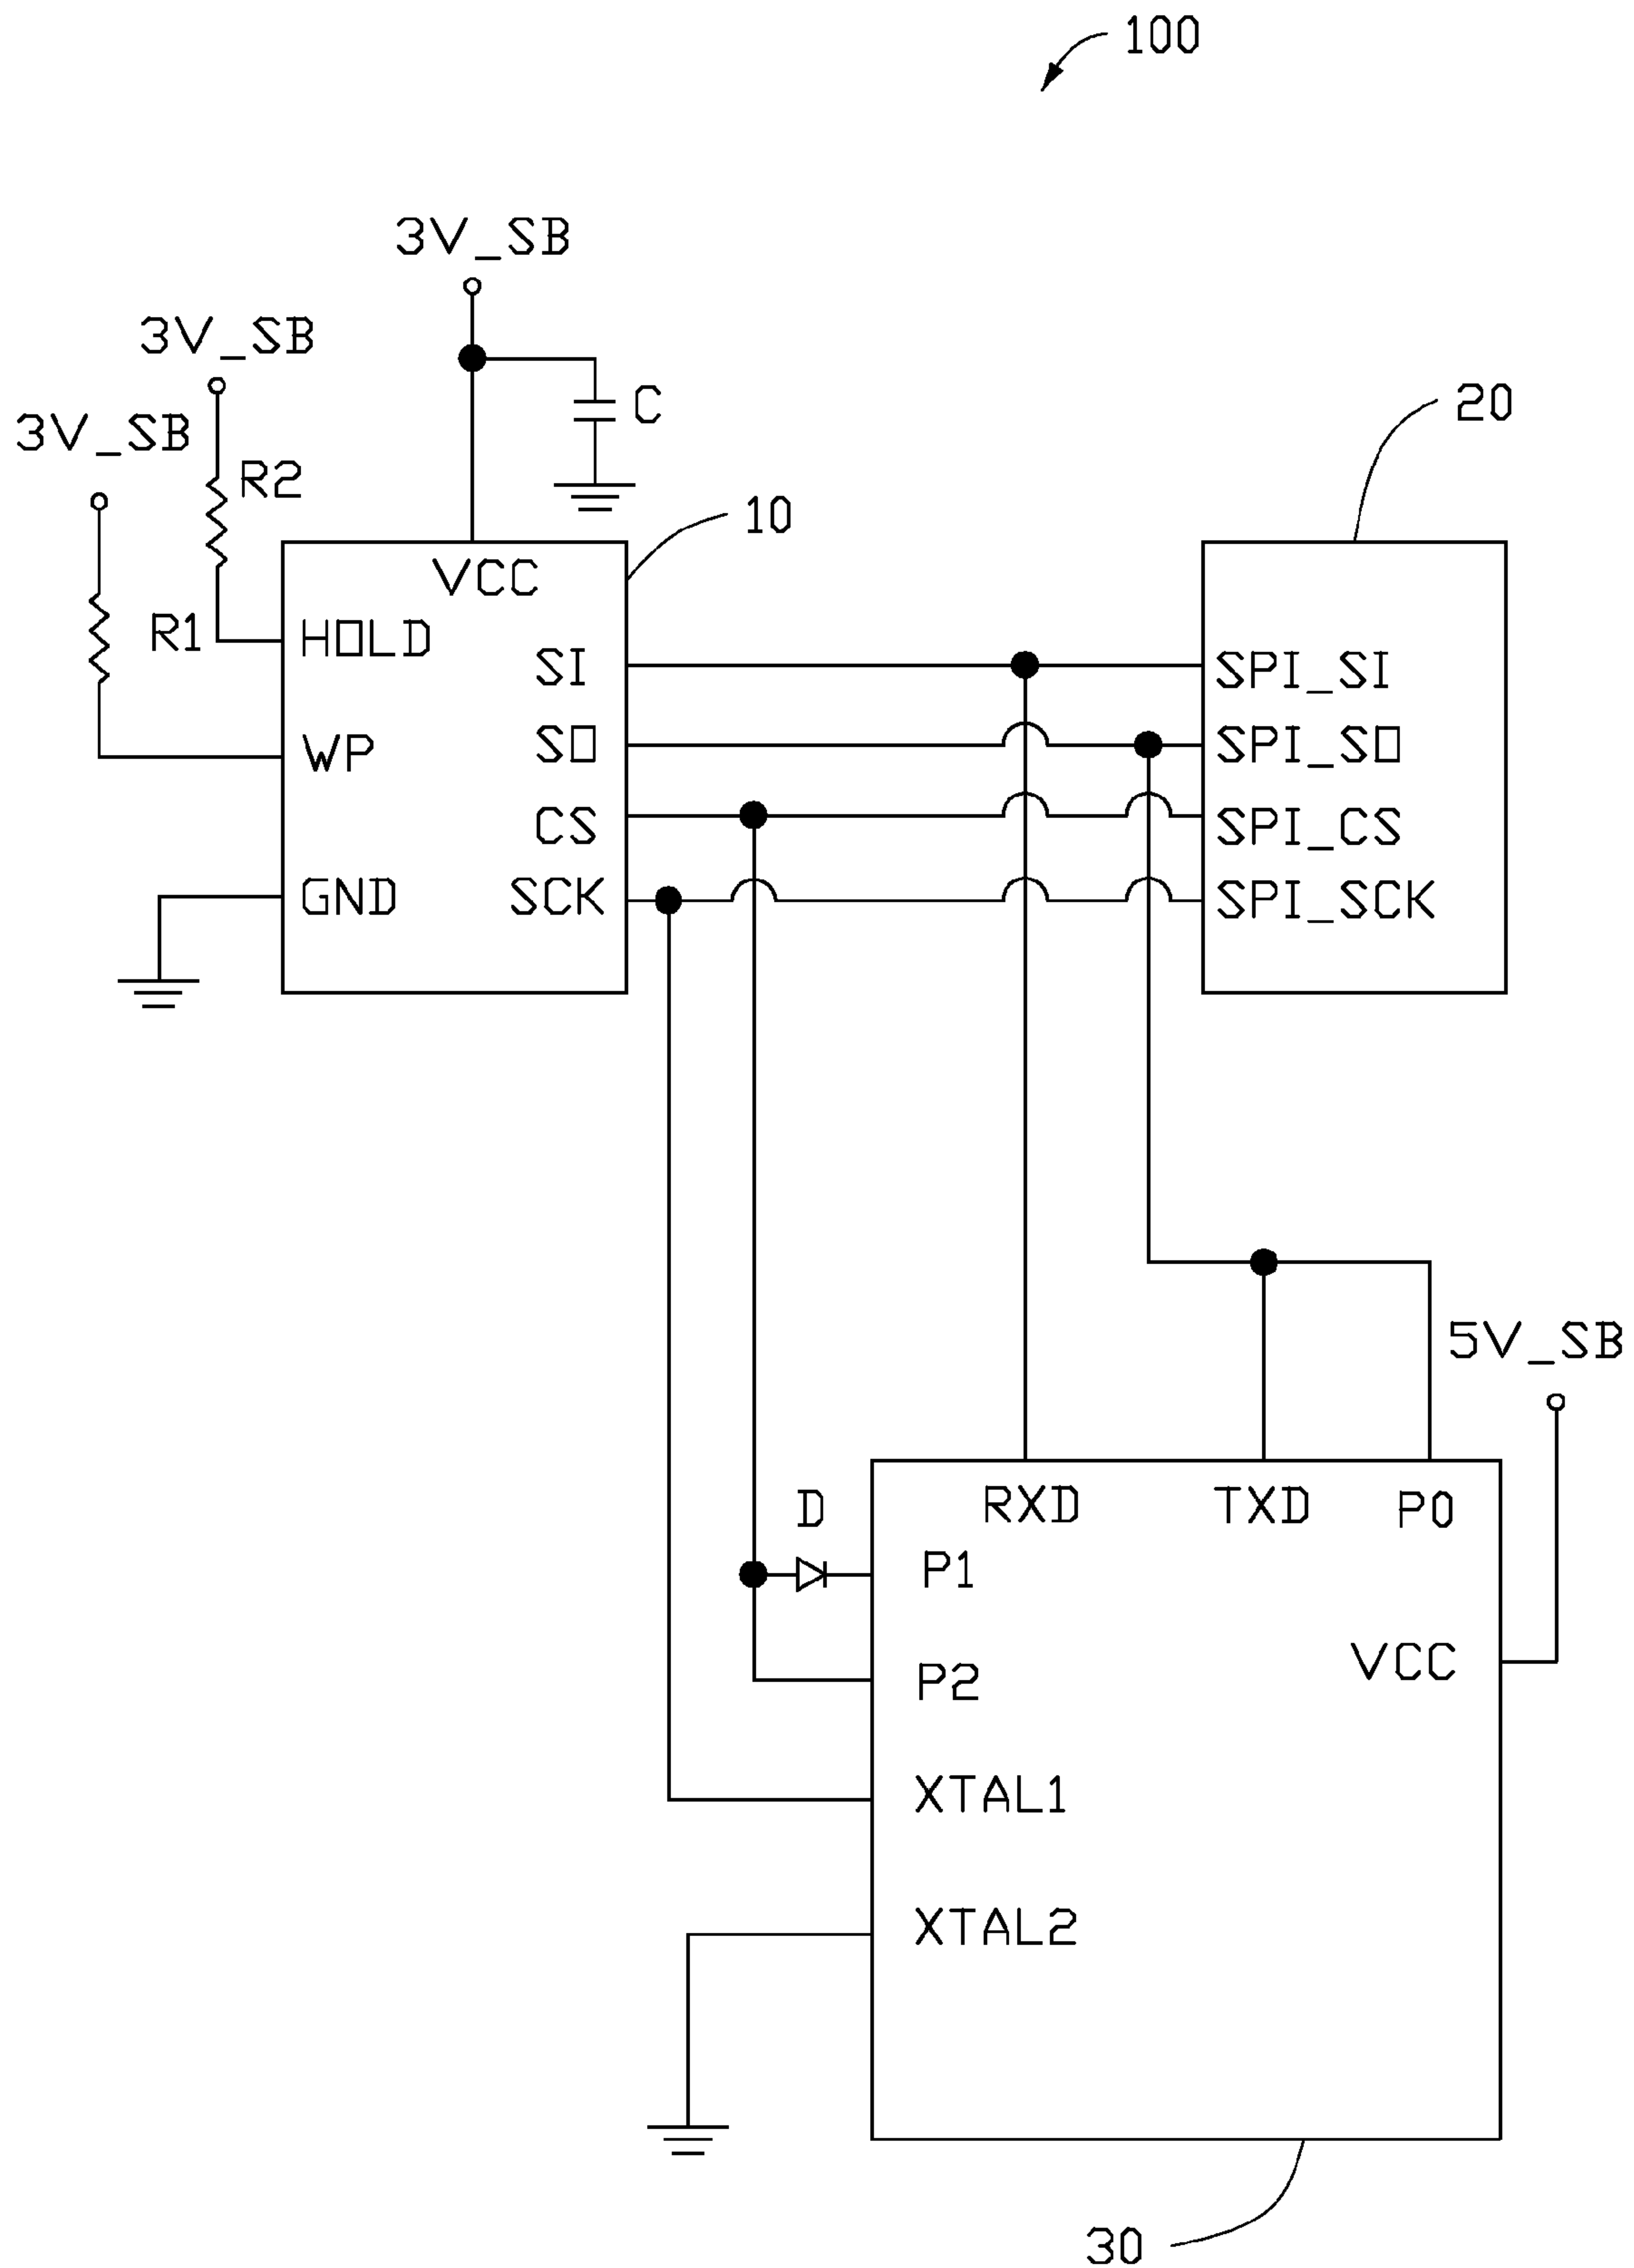 100
3V_SB
3V_SB
3V_SB
C
20
R2
10
VCC
R1
HOLD
SI
SPI_SI
WP
SO
SPI_SO
CS
SPI_CS
GND
SCK
SPI_SCK
5V_SB
D
RXD
TXD
P0
P1
VCC
P2
XTAL1
XTAL2
30